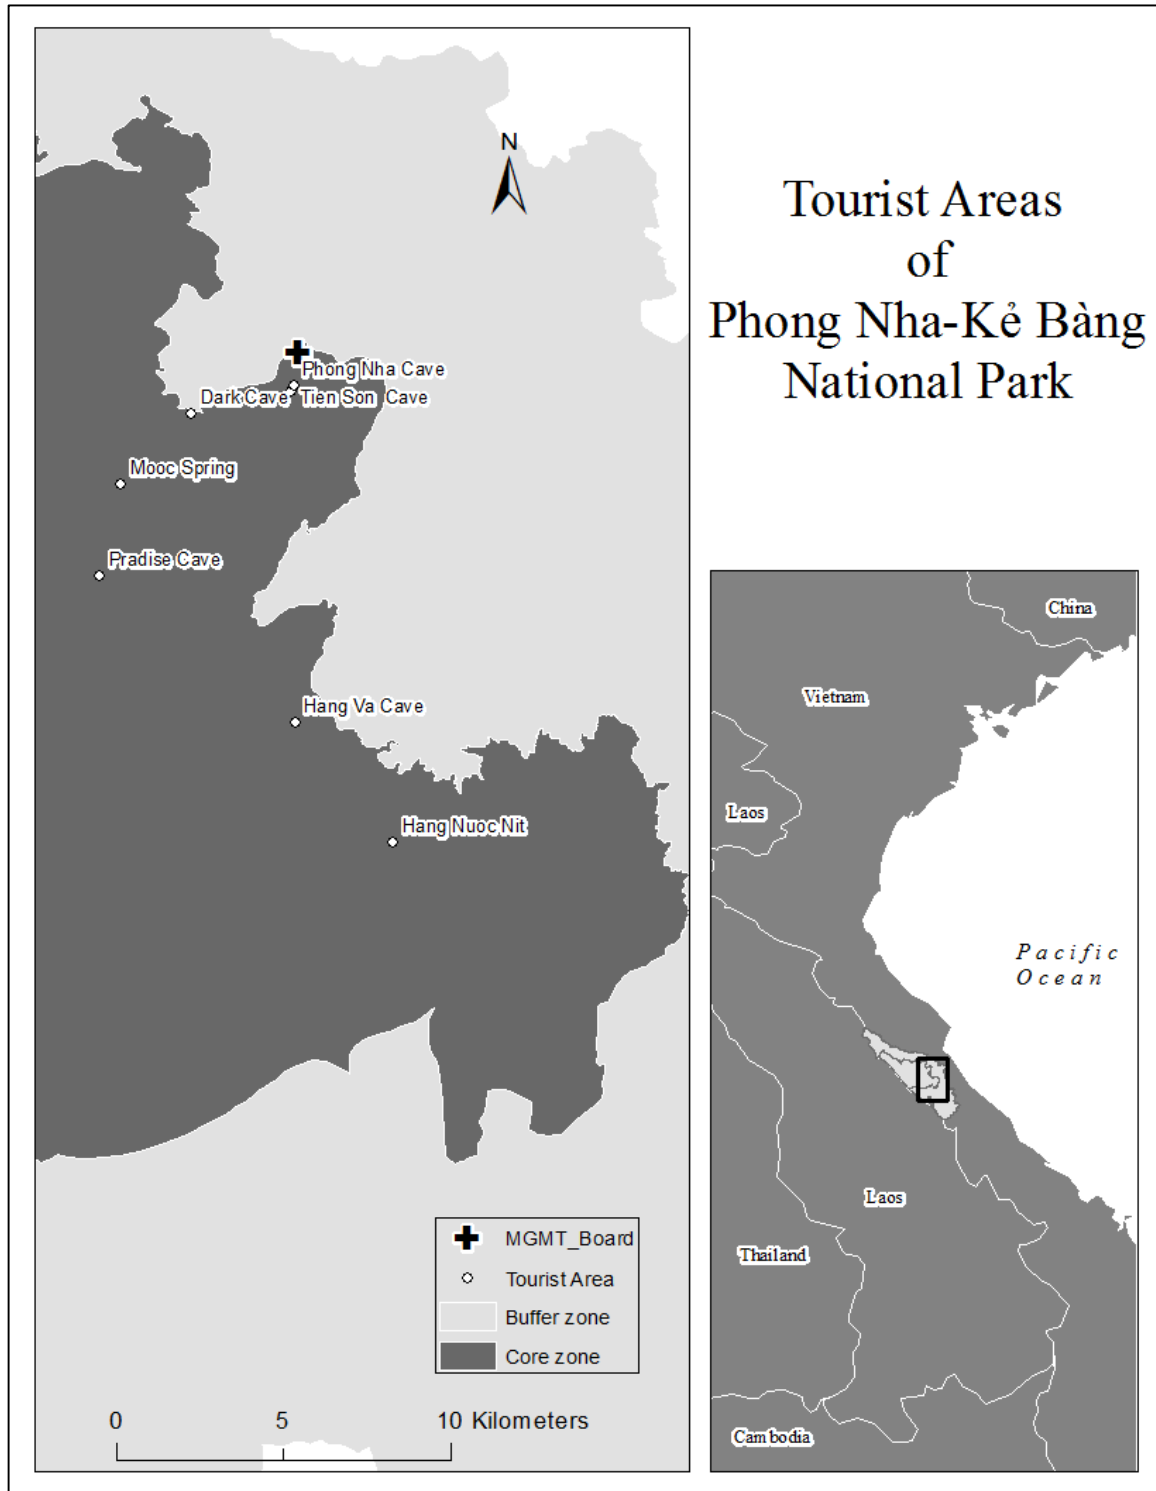 Tourist Areas
of
Phong Nha-Kẻ Bàng
National Park
N
Phong Nha Cave
Dark Cave Tien Son Cave
Mooc Spring
Pradise Cave
Hang Va Cave
Hang Nuoc Nit
MGMT_Board
Tourist Area
Buffer zone
Core zone
0 5 10 Kilometers
China
Vietnam
Laos
Pacific
Ocean
Laos
Thailand
Cambodia